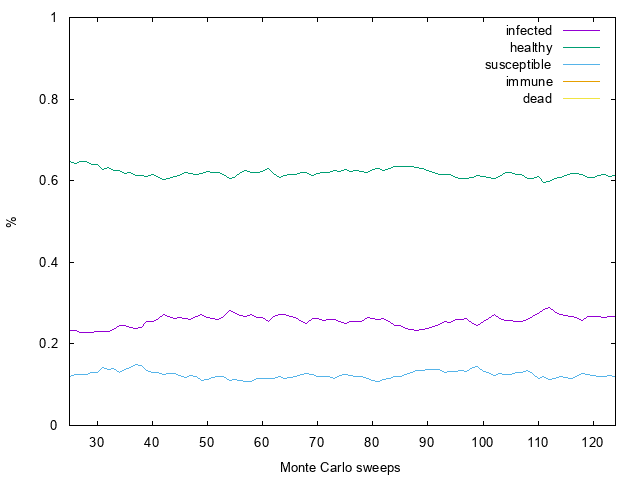 1
0.8
0.6
0.4
0.2
0
%
infected
healthy
susceptible
immune
dead
30 40 50 60 70 80 90 100 110 120
Monte Carlo sweeps